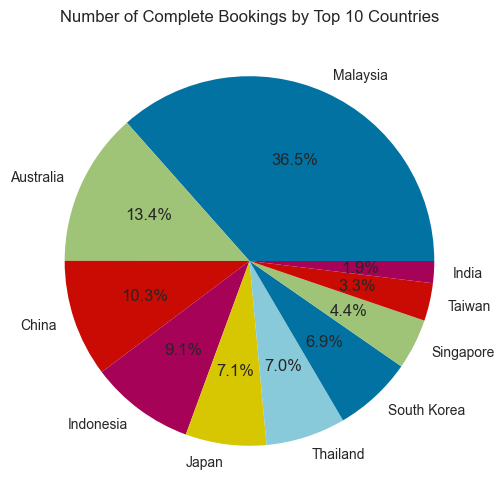 Number of Complete Bookings by Top 10 Countries
Malaysia
36.5%
Australia
13.4%
China
10.3%
Indonesia
9.1%
Japan
7.1%
Thailand
7.0%
South Korea
6.9%
Singapore
4.4%
Taiwan
3.3%
India
1.9%